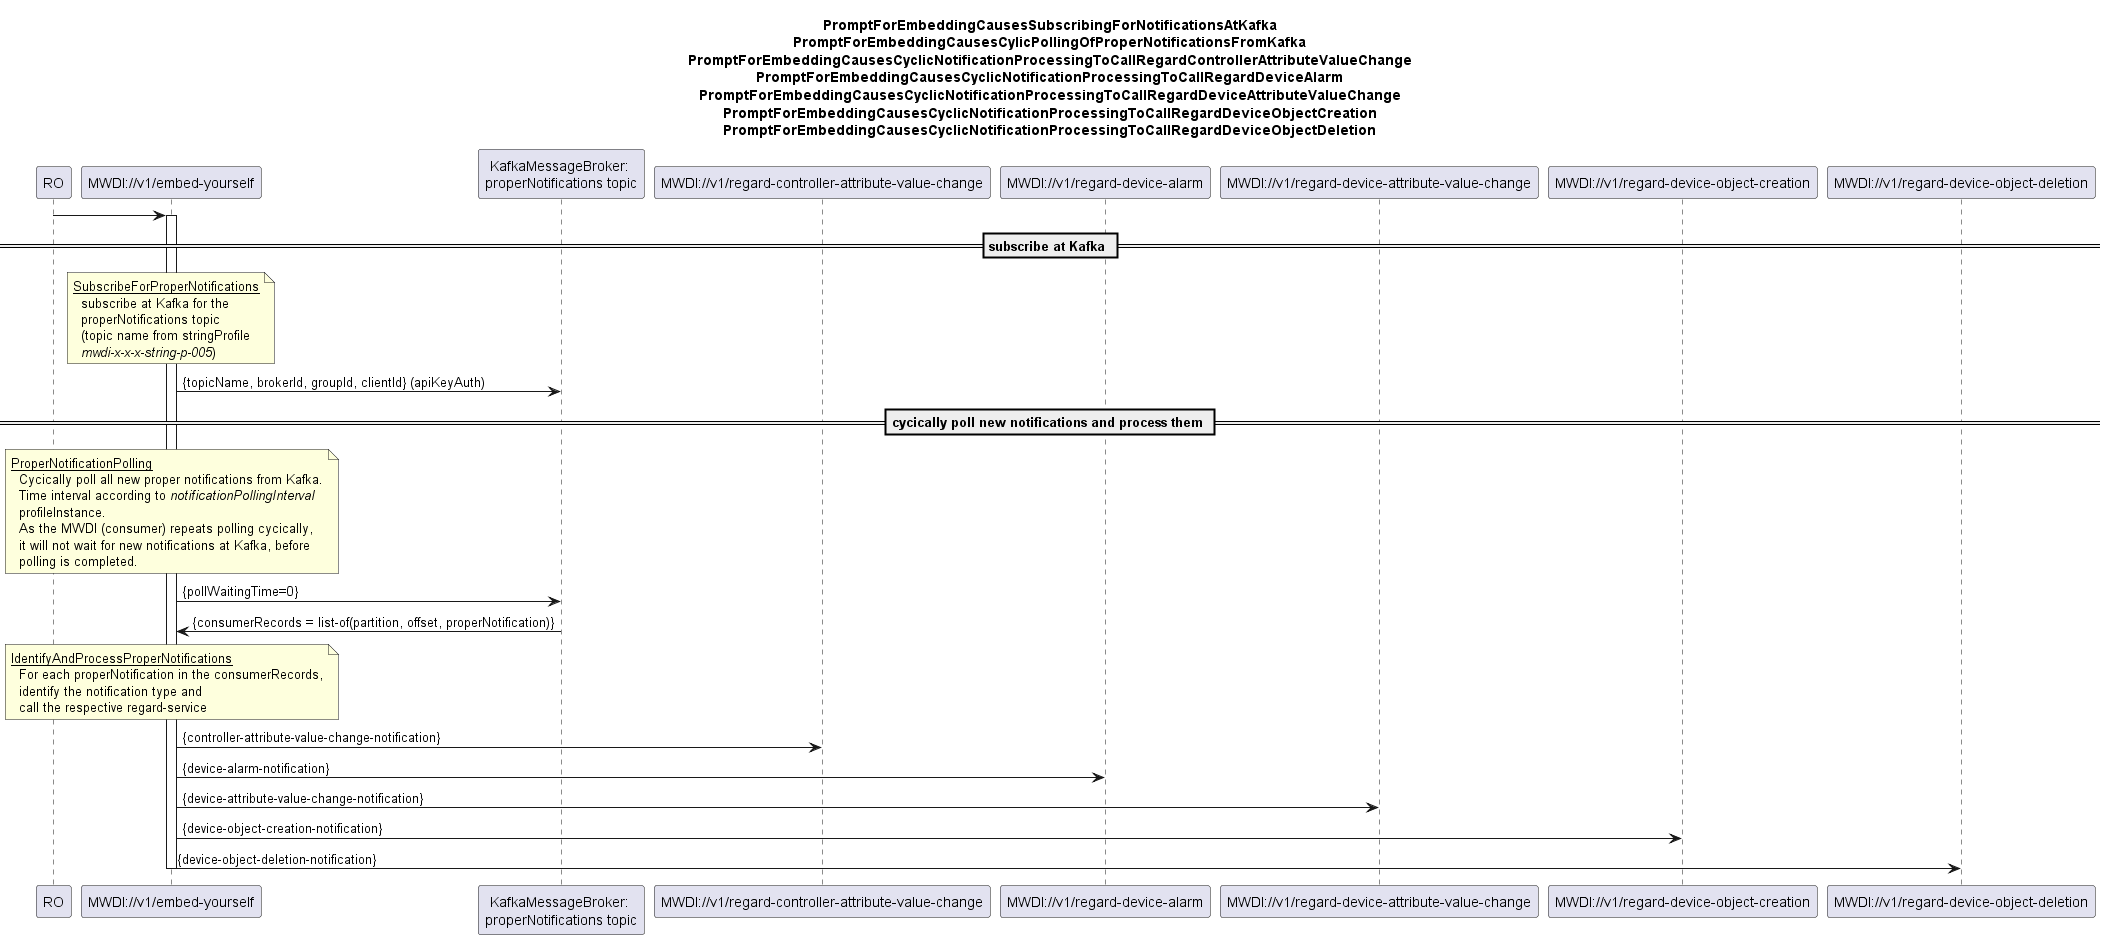 PromptForEmbeddingCausesSubscribingForNotificationsAtKafka
PromptForEmbeddingCausesCylicPollingOfProperNotificationsFromKafka
PromptForEmbeddingCausesCyclicNotificationProcessingToCallRegardControllerAttributeValueChange
PromptForEmbeddingCausesCyclicNotificationProcessingToCallRegardDeviceAlarm
PromptForEmbeddingCausesCyclicNotificationProcessingToCallRegardDeviceAttributeValueChange
PromptForEmbeddingCausesCyclicNotificationProcessingToCallRegardDeviceObjectCreation
PromptForEmbeddingCausesCyclicNotificationProcessingToCallRegardDeviceObjectDeletion
RO
MWDI://v1/embed-yourself
KafkaMessageBroker:
properNotifications topic
MWDI://v1/regard-controller-attribute-value-change
MWDI://v1/regard-device-alarm
MWDI://v1/regard-device-attribute-value-change
MWDI://v1/regard-device-object-creation
MWDI://v1/regard-device-object-deletion
subscribe at Kafka
SubscribeForProperNotifications
subscribe at Kafka for the
properNotifications topic
(topic name from stringProfile
mwdi-x-x-x-string-p-005)
{topicName, brokerId, groupId, clientId} (apiKeyAuth)
cycically poll new notifications and process them
ProperNotificationPolling
Cycically poll all new proper notifications from Kafka.
Time interval according to notificationPollingInterval
profileInstance.
As the MWDI (consumer) repeats polling cycically,
it will not wait for new notifications at Kafka, before
polling is completed.
{pollWaitingTime=0}
{consumerRecords = list-of(partition, offset, properNotification)}
IdentifyAndProcessProperNotifications
For each properNotification in the consumerRecords,
identify the notification type and
call the respective regard-service
{controller-attribute-value-change-notification}
{device-alarm-notification}
{device-attribute-value-change-notification}
{device-object-creation-notification}
{device-object-deletion-notification}
RO
MWDI://v1/embed-yourself
KafkaMessageBroker:
properNotifications topic
MWDI://v1/regard-controller-attribute-value-change
MWDI://v1/regard-device-alarm
MWDI://v1/regard-device-attribute-value-change
MWDI://v1/regard-device-object-creation
MWDI://v1/regard-device-object-deletion